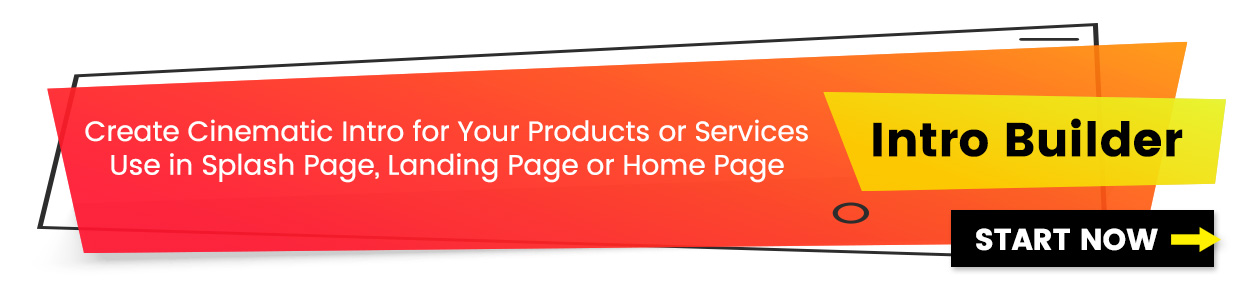 Create Cinematic Intro for Your Products or Services
Use in Splash Page, Landing Page or Home Page
Intro Builder
START NOW